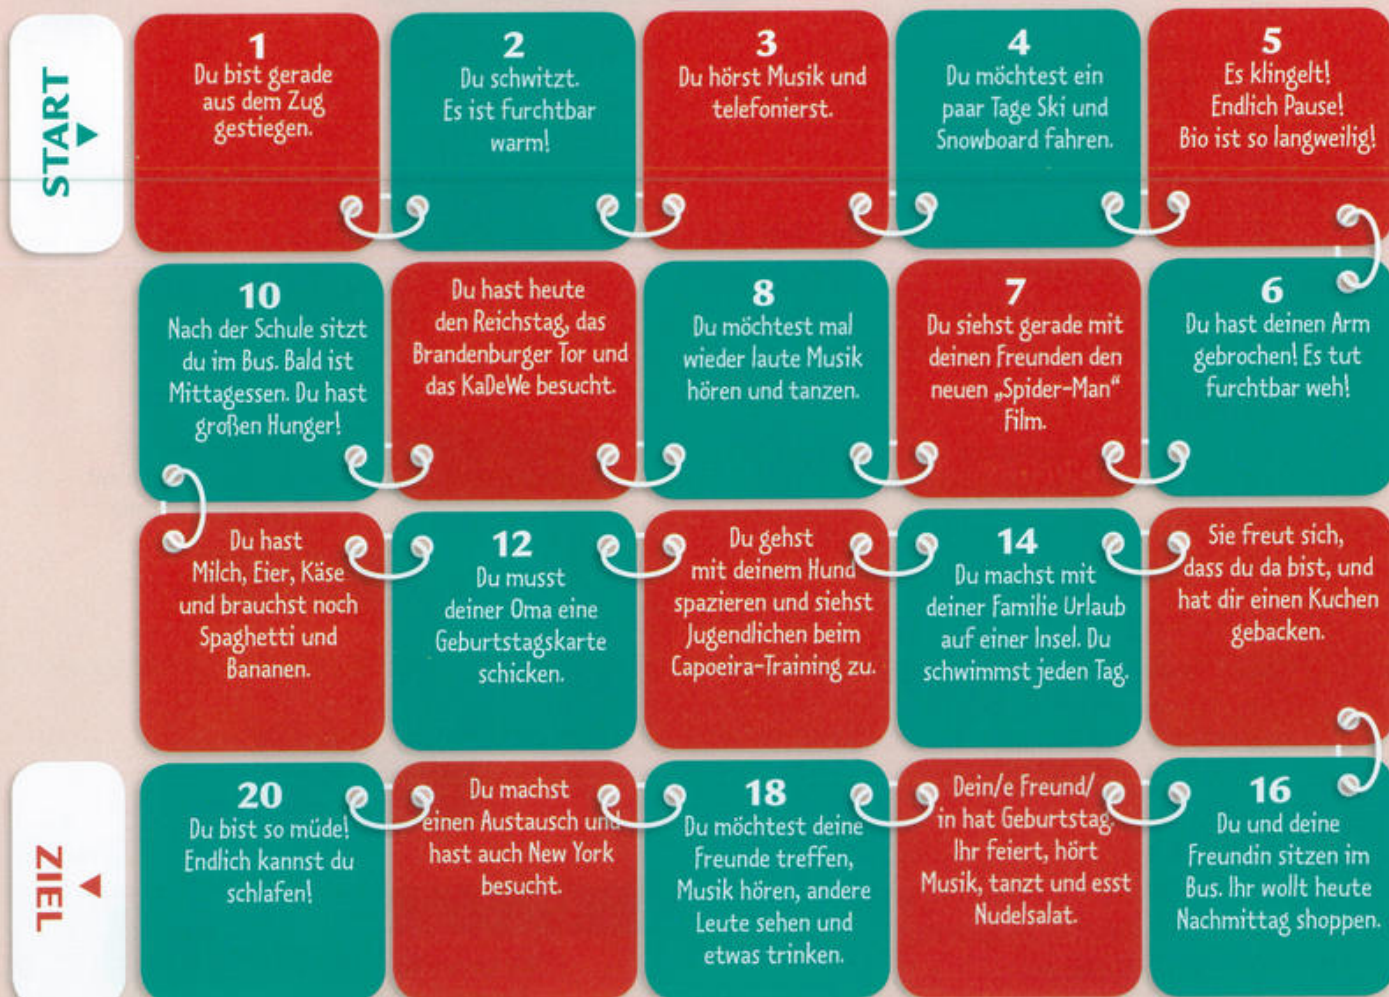 START
1
Du bist gerade
aus dem Zug
gestiegen.
2
Du schwitzt.
Es ist furchtbar
warm!
3
Du hörst Musik und
telefonierst.
4
Du möchtest ein
paar Tage Ski und
Snowboard fahren.
5
Es klingelt!
Endlich Pause!
Bio ist so langweilig!
10
Nach der Schule sitzt
du im Bus. Bald ist
Mittagessen. Du hast
großen Hunger!
Du hast heute
den Reichstag, das
Brandenburger Tor und
das KaDeWe besucht.
8
Du möchtest mal
wieder laute Musik
hören und tanzen.
7
Du siehst gerade mit
deinen Freunden den
neuen „Spider-Man“
Film.
6
Du hast deinen Arm
gebrochen! Es tut
furchtbar weh!
Du hast
Milch, Eier, Käse
und brauchst noch
Spaghetti und
Bananen.
12
Du musst
deiner Oma eine
Geburtstagskarte
schicken.
Du gehst
mit deinem Hund
spazieren und siehst
Jugendlichen beim
Capoeira-Training zu.
14
Du machst mit
deiner Familie Urlaub
auf einer Insel. Du
schwimmst jeden Tag.
Sie freut sich,
dass du da bist, und
hat dir einen Kuchen
gebacken.
ZIEL
20
Du bist so müde!
Endlich kannst du
schlafen!
Du machst
einen Austausch und
hast auch New York
besucht.
18
Du möchtest deine
Freunde treffen,
Musik hören, andere
Leute sehen und
etwas trinken.
Dein/e Freund/
in hat Geburtstag.
Ihr feiert, hört
Musik, tanzt und esst
Nudelsalat.
16
Du und deine
Freundin sitzen im
Bus. Ihr wollt heute
Nachmittag shoppen.